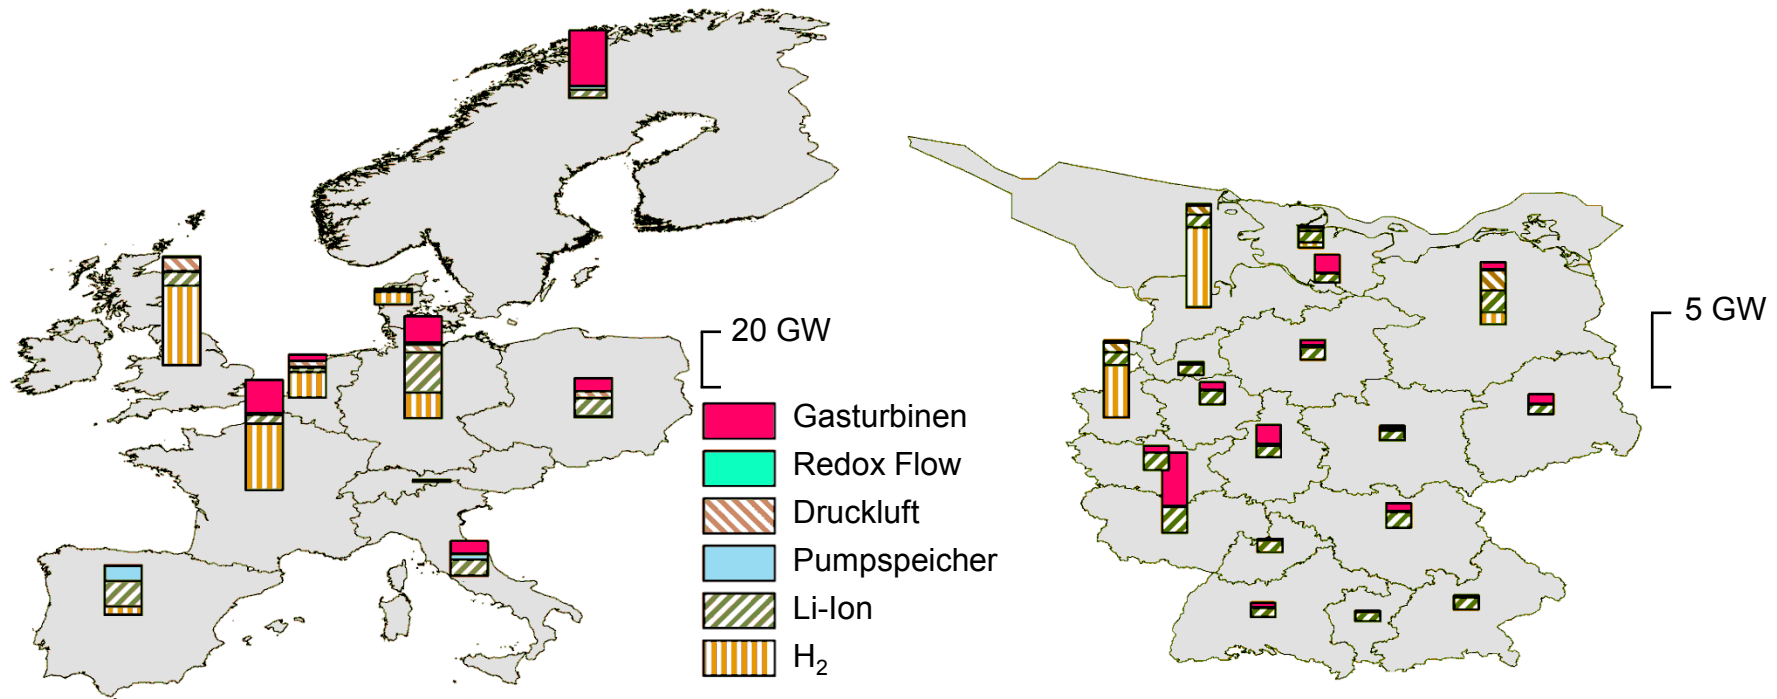 20 GW
Gasturbinen
Redox Flow
Druckluft
Pumpspeicher
Li-Ion
H₂
5 GW